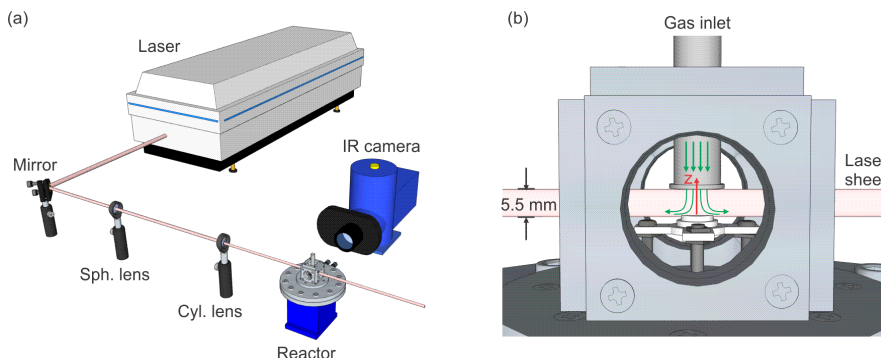 (a)
Laser
IR camera
Mirror
Sph. lens
Cyl. lens
Reactor
(b)
Gas inlet
Z
Lase
shee
5.5 mm